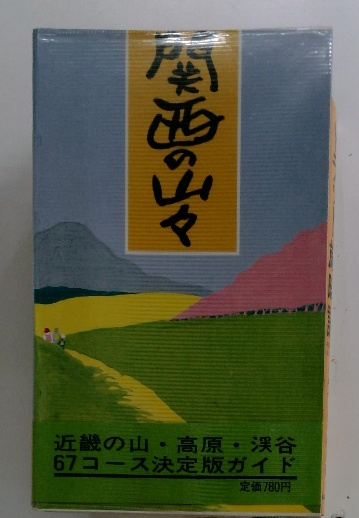 関西の山々
近畿の山・高原・渓谷
67コース決定版ガイド
定価780円